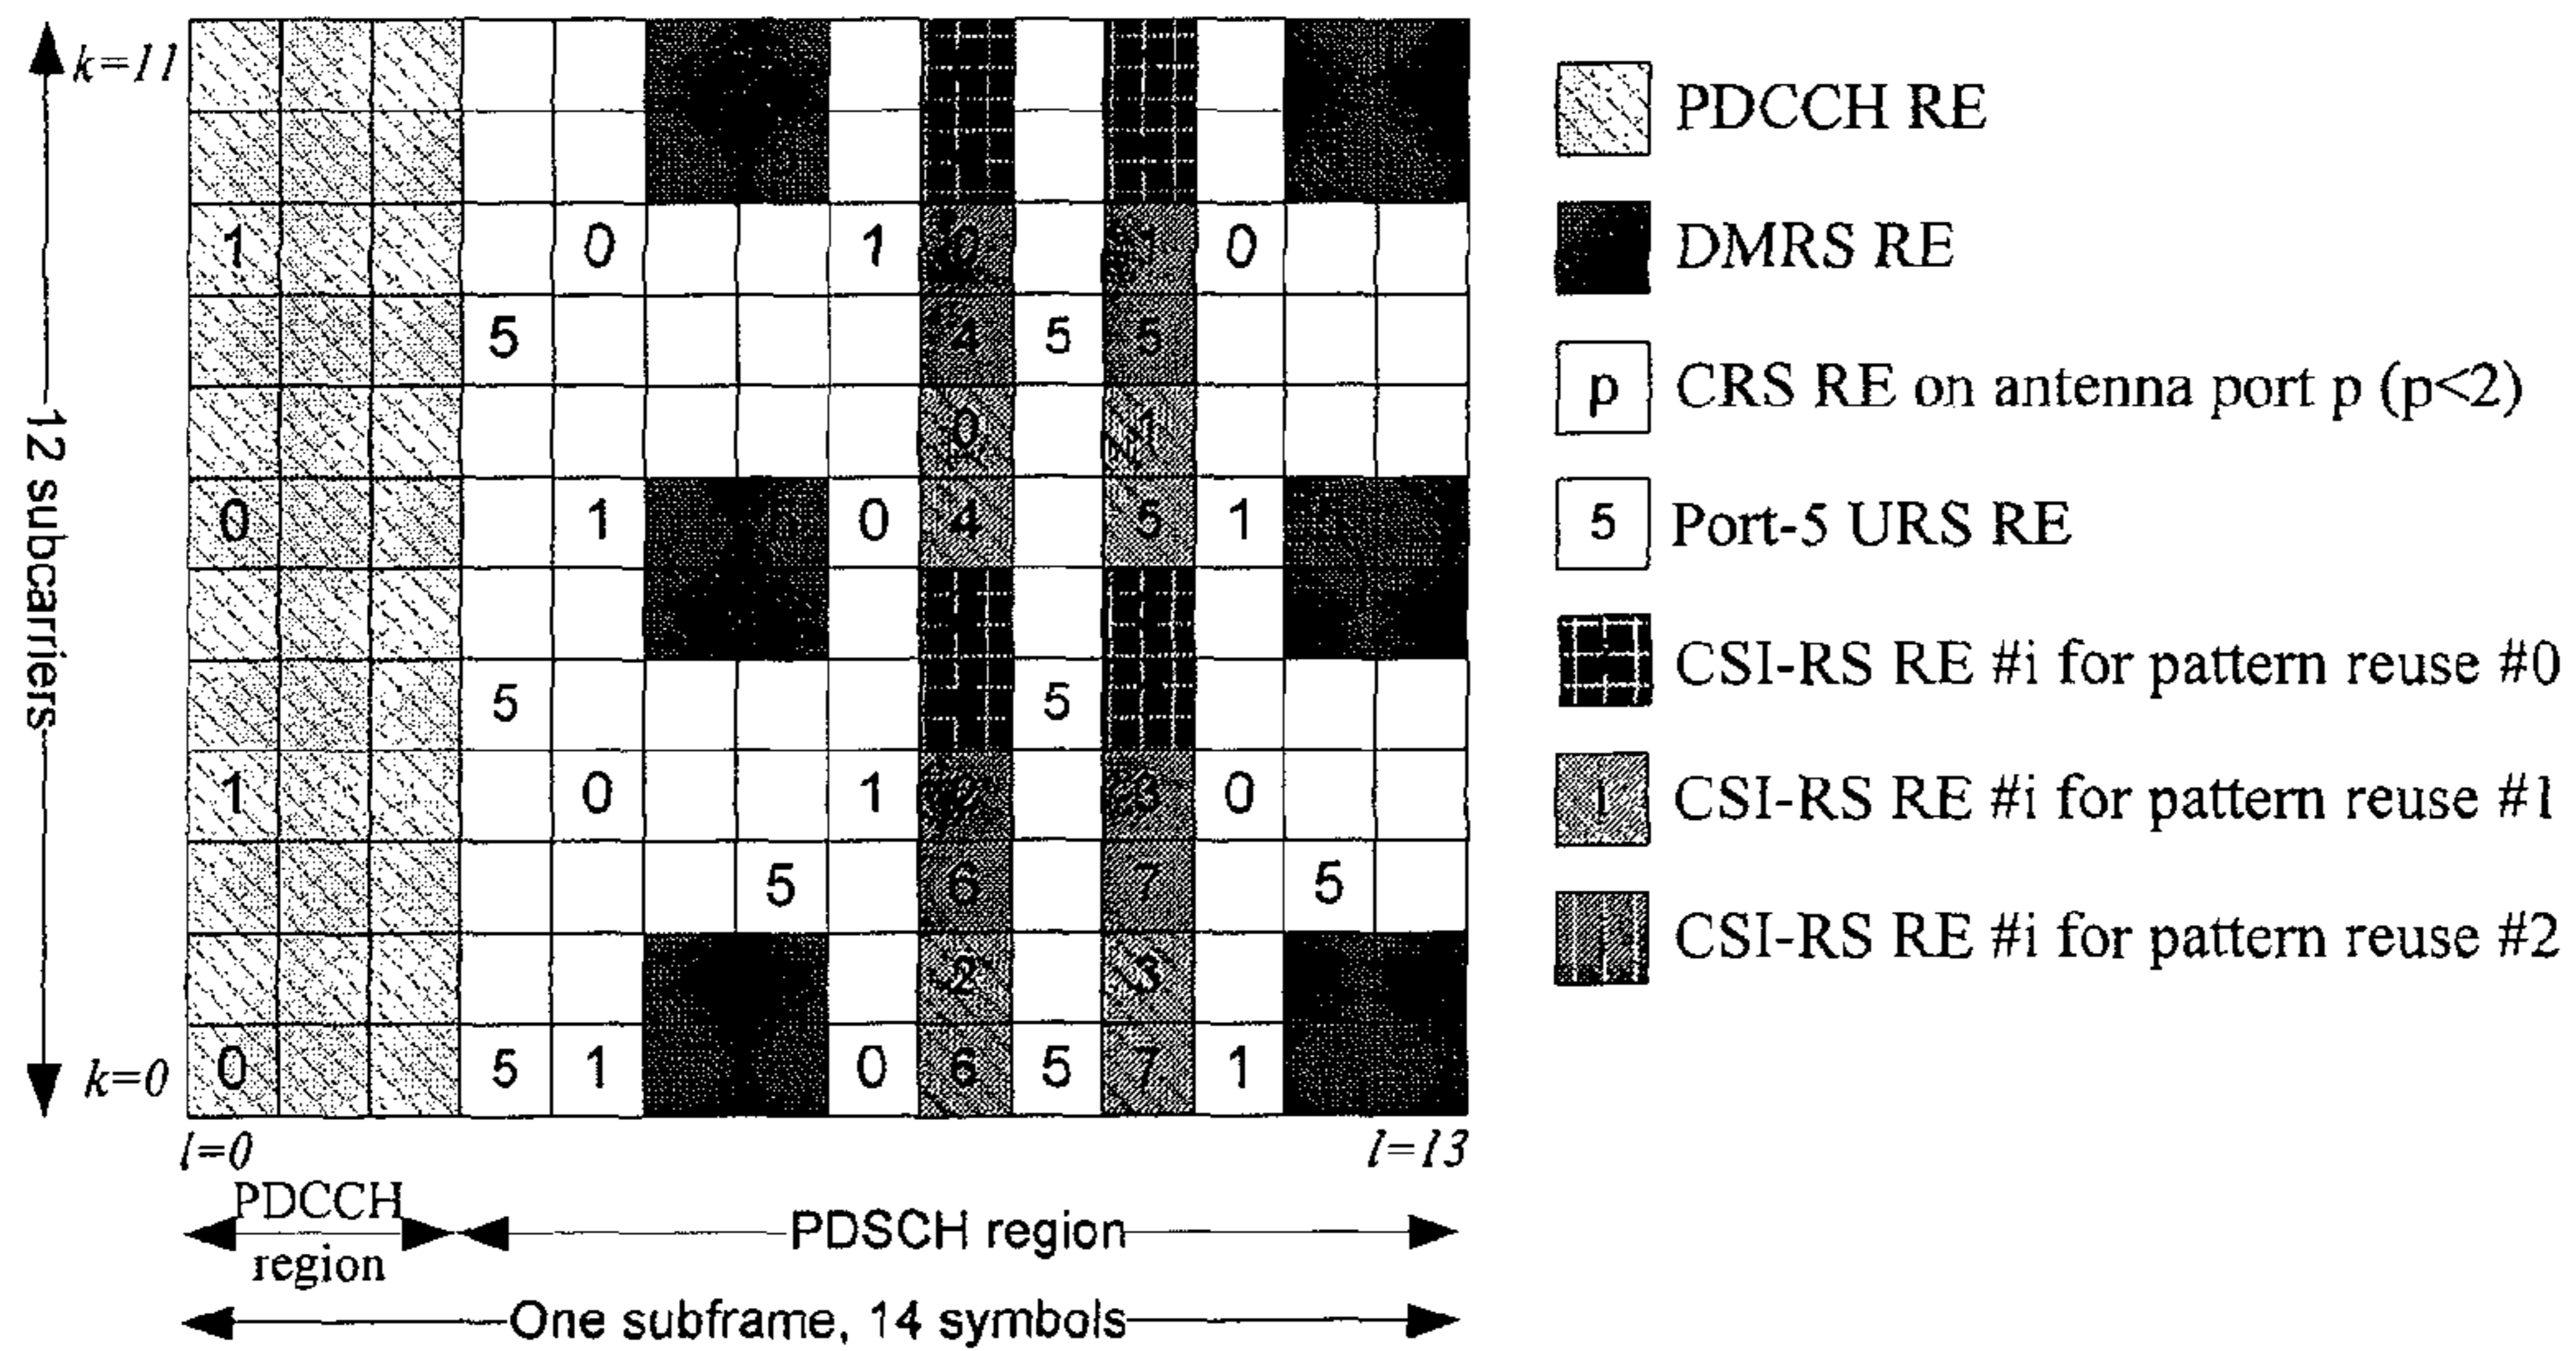 k=11
12 subcarriers
k=0
1 0 1 0 1 0
5 4 5 5
0 1
0 1 0 4 5 1
5 5
1 0 1 2 3 0
5 6 7 5
2 3
0 5 1 0 6 5 7 1
l=0 l=13
PDCCH
region
PDSCH region
One subframe, 14 symbols
PDCCH RE
DMRS RE
p CRS RE on antenna port p (p<2)
5 Port-5 URS RE
CSI-RS RE #i for pattern reuse #0
i CSI-RS RE #i for pattern reuse #1
CSI-RS RE #i for pattern reuse #2